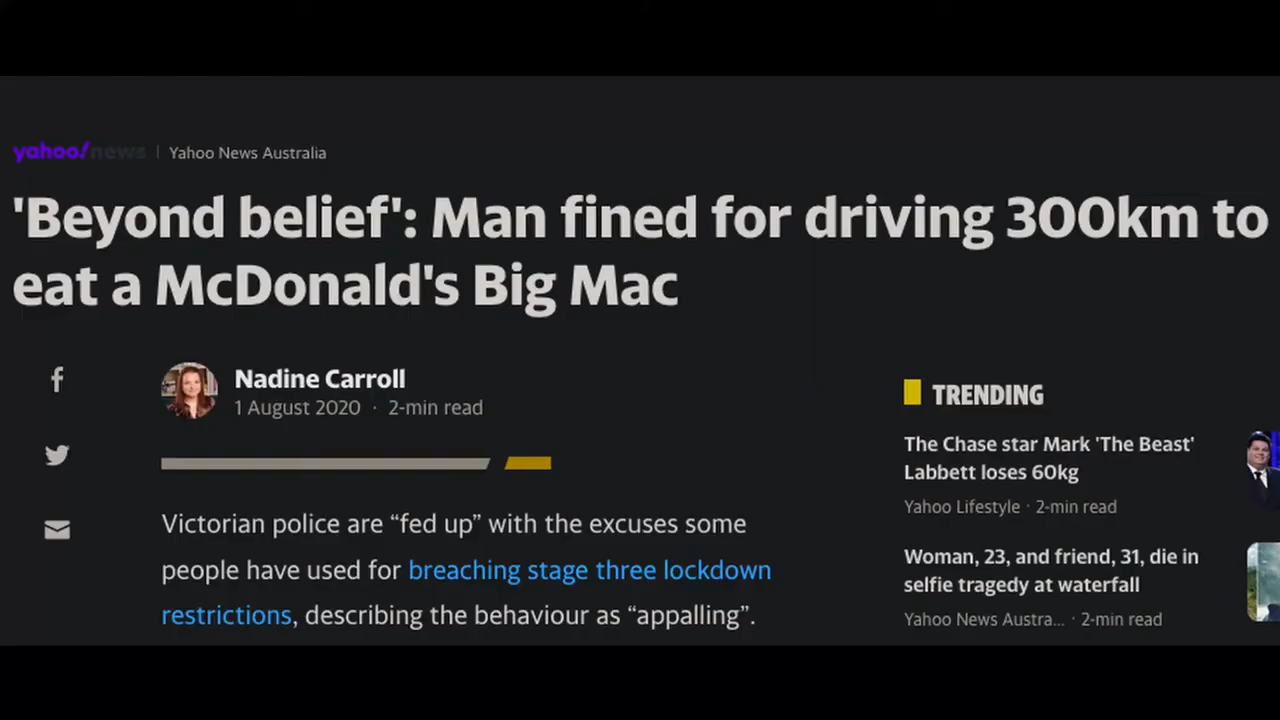 yahoo!news | Yahoo News Australia
'Beyond belief': Man fined for driving 300km to
eat a McDonald's Big Mac
Nadine Carroll
1 August 2020 · 2-min read
Victorian police are “fed up” with the excuses some
people have used for breaching stage three lockdown
restrictions, describing the behaviour as “appalling”.
TRENDING
The Chase star Mark 'The Beast'
Labbett loses 60kg
Yahoo Lifestyle · 2-min read
Woman, 23, and friend, 31, die in
selfie tragedy at waterfall
Yahoo News Austra... · 2-min read